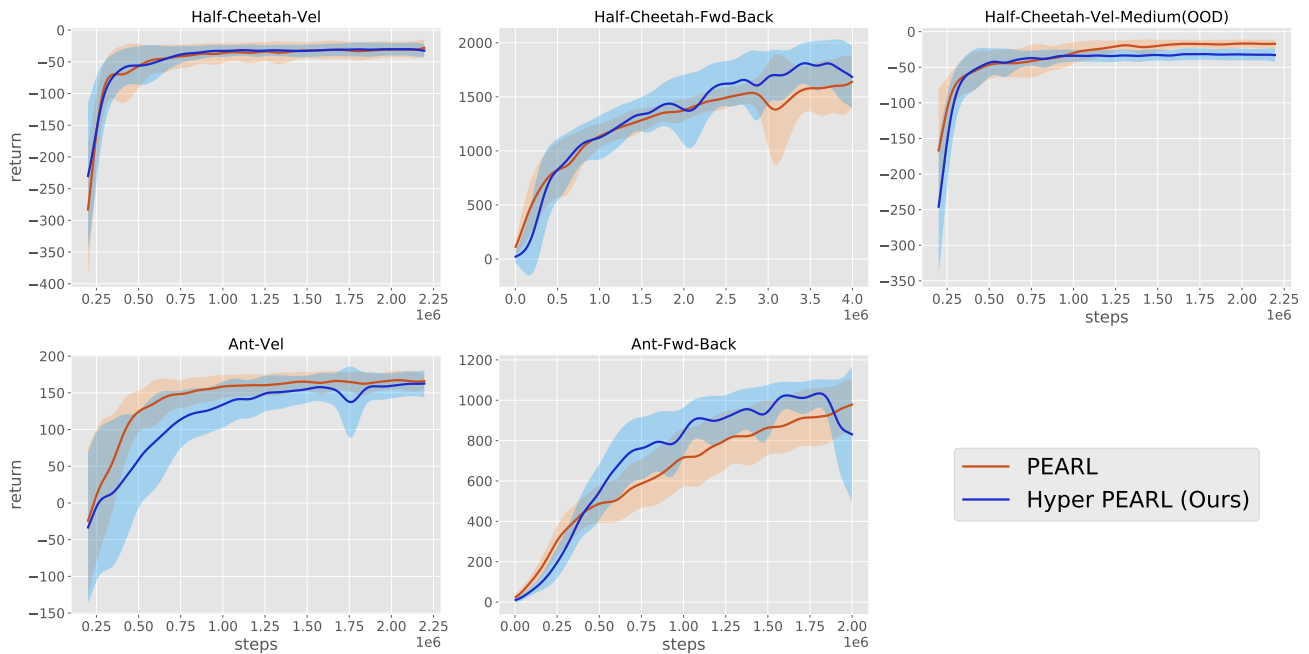 Half-Cheetah-Vel
return
0
−50
−100
−150
−200
−250
−300
−350
−400
0.25 0.50 0.75 1.00 1.25 1.50 1.75 2.00 2.25
1e6
Half-Cheetah-Fwd-Back
2000
1500
1000
500
0
0.0 0.5 1.0 1.5 2.0 2.5 3.0 3.5 4.0
1e6
Half-Cheetah-Vel-Medium(OOD)
0
−50
−100
−150
−200
−250
−300
−350
0.25 0.50 0.75 1.00 1.25 1.50 1.75 2.00 2.25
steps
1e6
Ant-Vel
return
200
150
100
50
0
−50
−100
−150
0.25 0.50 0.75 1.00 1.25 1.50 1.75 2.00 2.25
steps
1e6
Ant-Fwd-Back
1200
1000
800
600
400
200
0
0.00 0.25 0.50 0.75 1.00 1.25 1.50 1.75 2.00
steps
1e6
PEARL
Hyper PEARL (Ours)